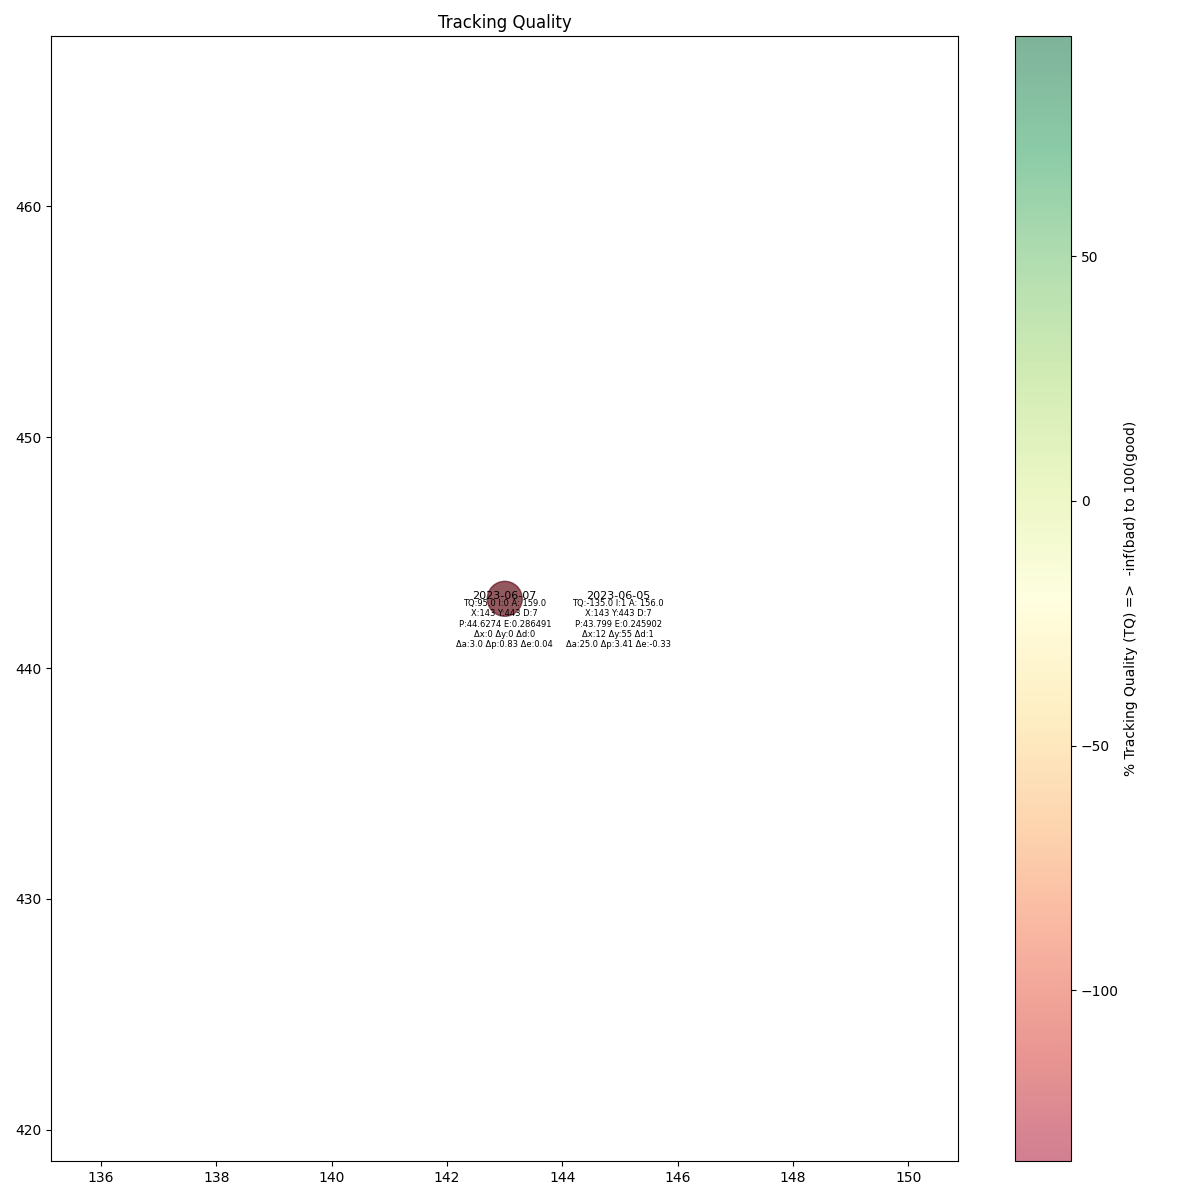 Tracking Quality
460
450
440
430
420
136
138
140
142
144
146
148
150
2023-06-07
TQ:95.0 I:0 A: 159.0
X:143 Y:443 D:7
P:44.6274 E:0.286491
Δx:0 Δy:0 Δd:0
Δa:3.0 Δp:0.83 Δe:0.04
2023-06-05
TQ:-135.0 I:1 A: 156.0
X:143 Y:443 D:7
P:43.799 E:0.245902
Δx:12 Δy:55 Δd:1
Δa:25.0 Δp:3.41 Δe:-0.33
50
0
−50
−100
% Tracking Quality (TQ) =>  -inf(bad) to 100(good)